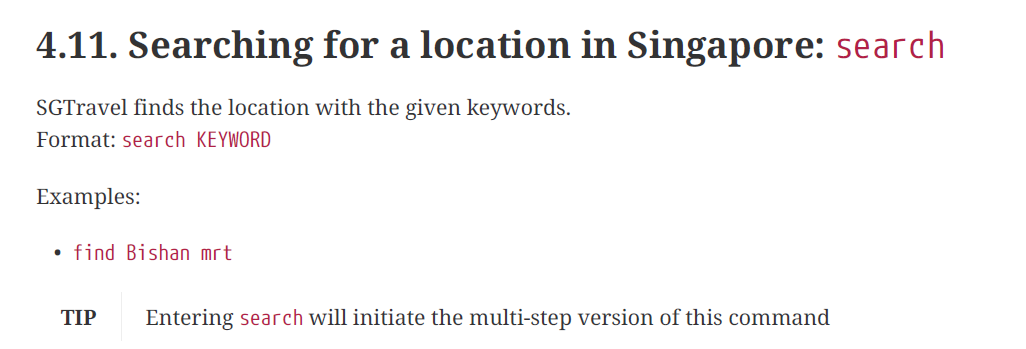 4.11. Searching for a location in Singapore: search
SGTravel finds the location with the given keywords.
Format: search KEYWORD
Examples:
• find Bishan mrt
TIP Entering search will initiate the multi-step version of this command